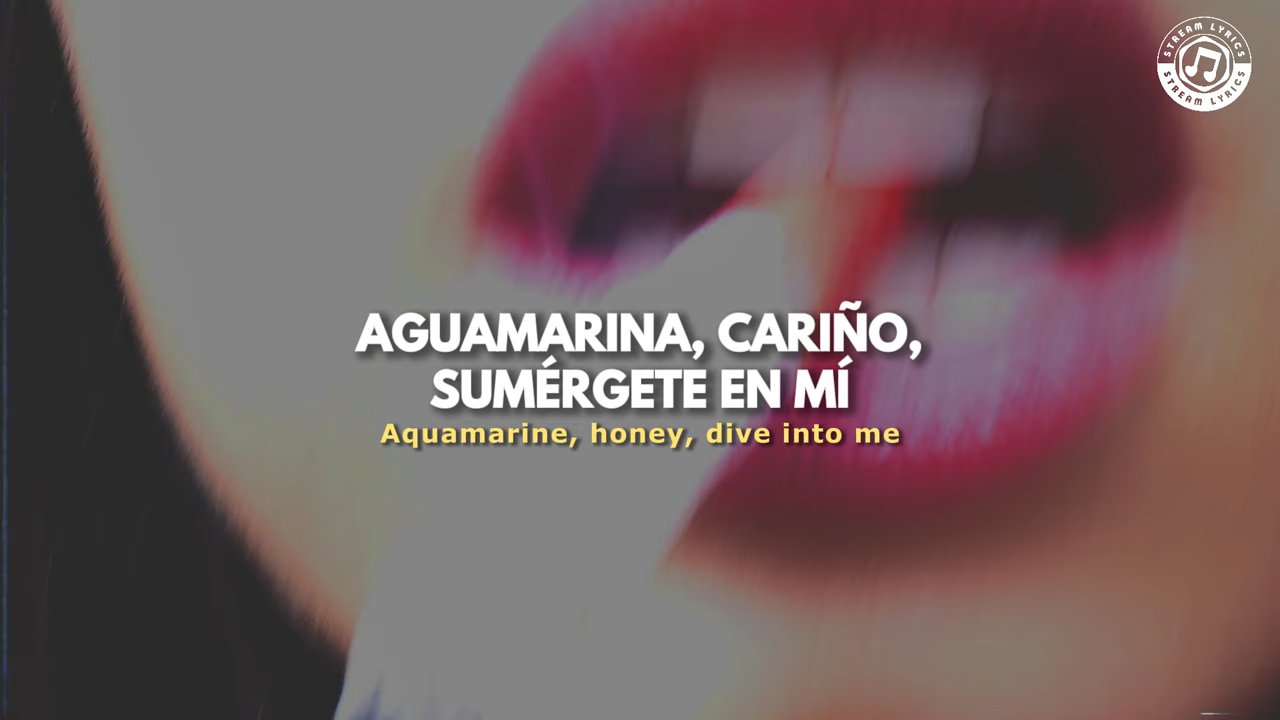 STREAM LYRICS
STREAM LYRICS
AGUAMARINA, CARIÑO,
SUMÉRGETE EN MÍ
Aquamarine, honey, dive into me